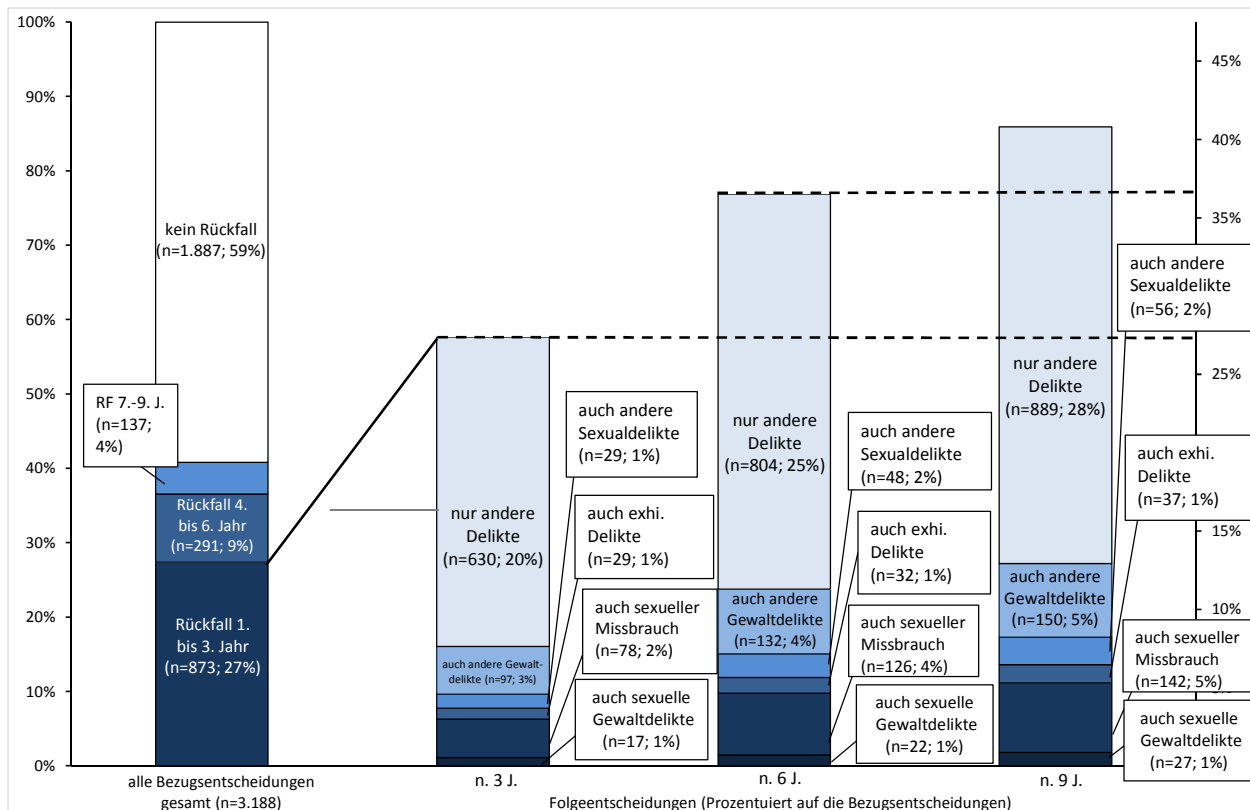 100%
90%
80%
70%
60%
50%
40%
30%
20%
10%
0%
kein Rückfall
(n=1.887; 59%)
RF 7.-9. J.
(n=137;
4%)
Rückfall 4.
bis 6. Jahr
(n=291; 9%)
Rückfall 1.
bis 3. Jahr
(n=873; 27%)
alle Bezugsentscheidungen
gesamt (n=3.188)
nur andere
Delikte
(n=630; 20%)
auch andere Gewalt-
delikte (n=97; 3%)
auch andere
Sexualdelikte
(n=29; 1%)
auch exhi.
Delikte
(n=29; 1%)
auch sexueller
Missbrauch
(n=78; 2%)
auch sexuelle
Gewaltdelikte
(n=17; 1%)
n. 3 J.
nur andere
Delikte
(n=804; 25%)
auch andere
Gewaltdelikte
(n=132; 4%)
auch andere
Sexualdelikte
(n=48; 2%)
auch exhi.
Delikte
(n=32; 1%)
auch sexueller
Missbrauch
(n=126; 4%)
auch sexuelle
Gewaltdelikte
(n=22; 1%)
n. 6 J.
nur andere
Delikte
(n=889; 28%)
auch andere
Gewaltdelikte
(n=150; 5%)
auch andere
Sexualdelikte
(n=56; 2%)
auch exhi.
Delikte
(n=37; 1%)
auch sexueller
Missbrauch
(n=142; 5%)
auch sexuelle
Gewaltdelikte
(n=27; 1%)
n. 9 J.
Folgeentscheidungen (Prozentuiert auf die Bezugsentscheidungen)
45%
40%
35%
25%
15%
10%